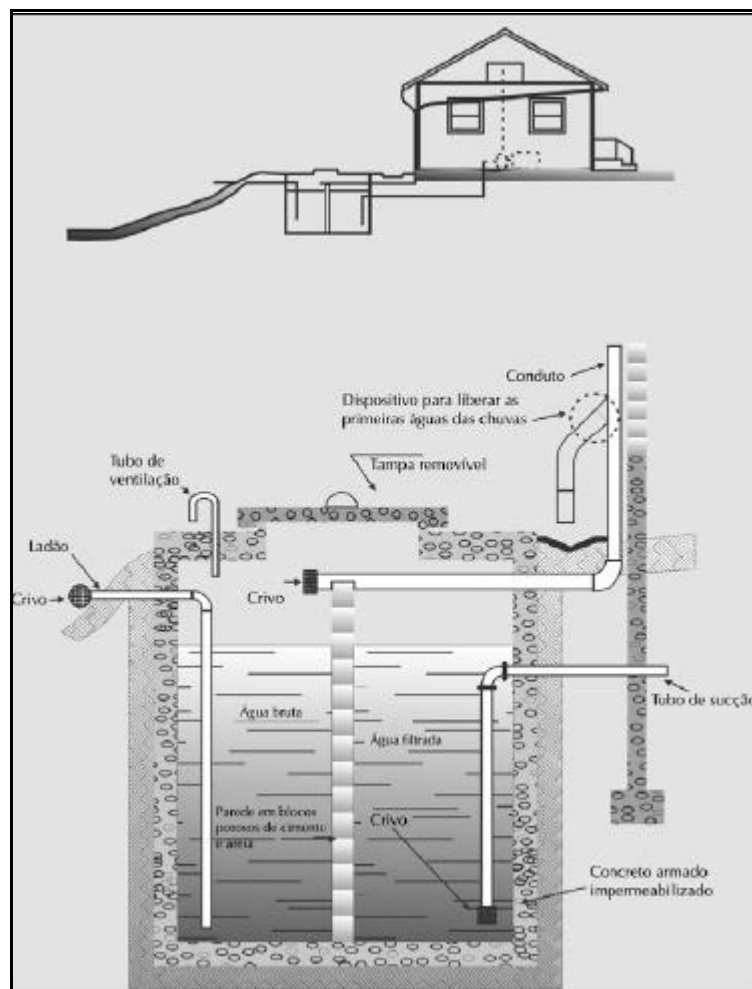 Conduto
Dispositivo para liberar as
primeiras águas das chuvas
Tubo de
ventilação
Tampa removível
Ladão
Crivo
Crivo
Tubo de sucção
Água bruta
Água filtrada
Parede em blocos
porosos de cimento
e areia
Crivo
Concreto armado
impermeabilizado